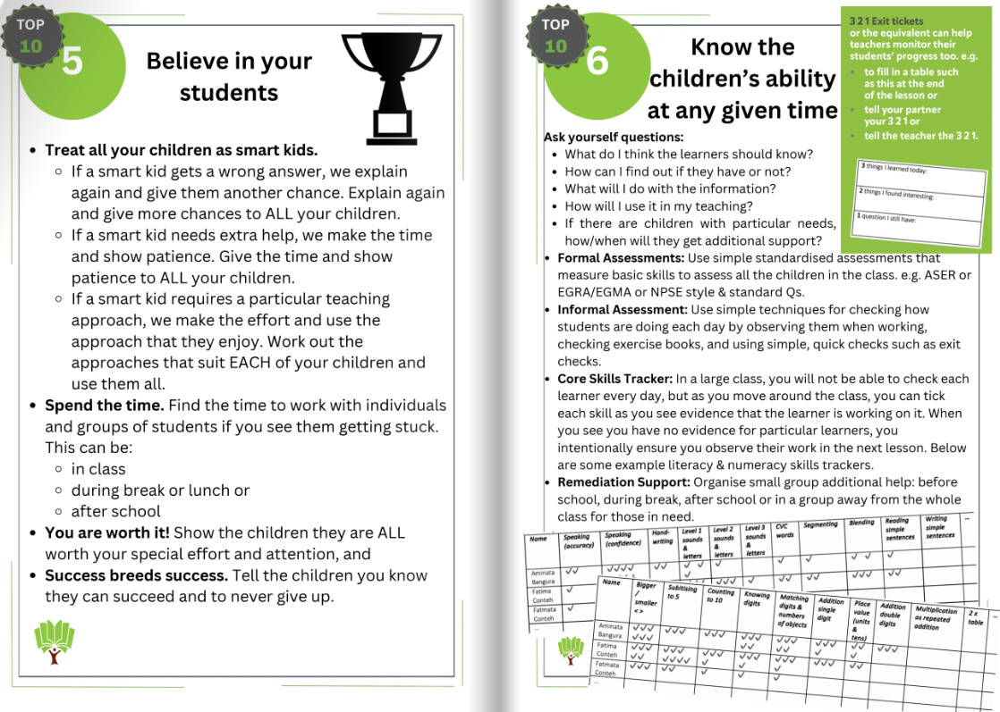 TOP
10
5
Believe in your
students
• Treat all your children as smart kids.
○ If a smart kid gets a wrong answer, we explain
again and give them another chance. Explain again
and give more chances to ALL your children.
○ If a smart kid needs extra help, we make the time
and show patience. Give the time and show
patience to ALL your children.
○ If a smart kid requires a particular teaching
approach, we make the effort and use the
approach that they enjoy. Work out the
approaches that suit EACH of your children and
use them all.
• Spend the time. Find the time to work with individuals
and groups of students if you see them getting stuck.
This can be:
○ in class
○ during break or lunch or
○ after school
• You are worth it! Show the children they are ALL
worth your special effort and attention, and
• Success breeds success. Tell the children you know
they can succeed and to never give up.
TOP
10
6
Know the
children's ability
at any given time
3 2 1 Exit tickets
or the equivalent can help
teachers monitor their
students' progress too. e.g.
• to fill in a table such
as this at the end
of the lesson or
• tell your partner
your 3 2 1 or
• tell the teacher the 3 2 1.
3 things I learned today:
2 things I found interesting:
1 question I still have:
Ask yourself questions:
• What do I think the learners should know?
• How can I find out if they have or not?
• What will I do with the information?
• How will I use it in my teaching?
• If there are children with particular needs,
how/when will they get additional support?
• Formal Assessments: Use simple standardised assessments that
measure basic skills to assess all the children in the class. e.g. ASER or
EGRA/EGMA or NPSE style & standard Qs.
• Informal Assessment: Use simple techniques for checking how
students are doing each day by observing them when working,
checking exercise books, and using simple, quick checks such as exit
checks.
• Core Skills Tracker: In a large class, you will not be able to check each
learner every day, but as you move around the class, you can tick
each skill as you see evidence that the learner is working on it. When
you see you have no evidence for particular learners, you
intentionally ensure you observe their work in the next lesson. Below
are some example literacy & numeracy skills trackers.
• Remediation Support: Organise small group additional help: before
school, during break, after school or in a group away from the whole
class for those in need.
Name Speaking (accuracy) Speaking (confidence) Hand-writing Level 1 sounds & letters Level 2 sounds & letters Level 3 sounds & letters CVC words Segmenting Blending Reading simple sentences Writing simple sentences ...
Aminata Bangura ✓✓ ✓✓✓✓ ✓✓ ✓ ✓ ✓ ✓ ✓ ✓ ✓ ✓ ✓
Fatima Conteh ✓ ✓✓✓ ✓ ✓✓ ✓✓ ✓✓✓ ✓✓
Fatmata Conteh ✓
...
Name Bigger / smaller < > Subitising to 5 Counting to 10 Knowing digits Matching digits & numbers of objects Addition single digit Place value (units & tens) Addition double digits Multiplication as repeated addition 2 x table ...
Aminata Bangura ✓✓✓ ✓✓✓ ✓✓✓ ✓✓✓ ✓✓✓ ✓✓ ✓✓✓ ✓✓ ✓✓✓ ✓ ✓✓✓ ✓ ✓✓✓
Fatima Conteh ✓✓✓ ✓✓ ✓✓✓ ✓✓✓✓ ✓✓✓ ✓ ✓✓✓ ✓ ✓✓✓ ✓ ✓✓✓ ✓✓
Fatmata Conteh ✓✓✓ ✓✓ ✓ ✓ ✓
...